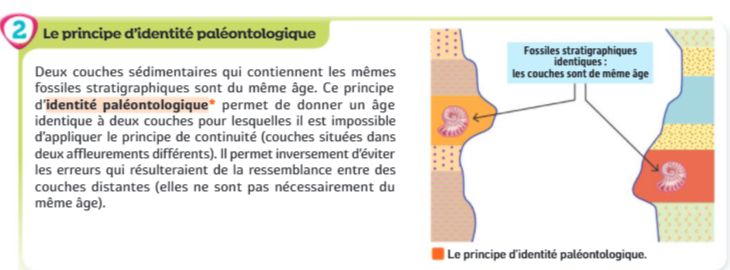 2 Le principe d'identité paléontologique
Deux couches sédimentaires qui contiennent les mêmes
fossiles stratigraphiques sont du même âge. Ce principe
d'identité paléontologique* permet de donner un âge
identique à deux couches pour lesquelles il est impossible
d'appliquer le principe de continuité (couches situées dans
deux affleurements différents). Il permet inversement d'éviter
les erreurs qui résulteraient de la ressemblance entre des
couches distantes (elles ne sont pas nécessairement du
même âge).
Fossiles stratigraphiques
identiques :
les couches sont de même âge
Le principe d'identité paléontologique.